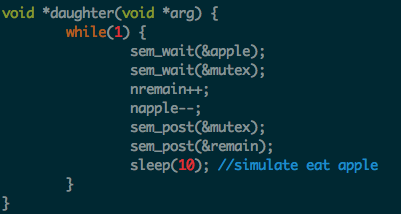 void *daughter(void *arg) {
        while(1) {
                sem_wait(&apple);
                sem_wait(&mutex);
                nremain++;
                napple--;
                sem_post(&mutex);
                sem_post(&remain);
                sleep(10); //simulate eat apple
        }
}